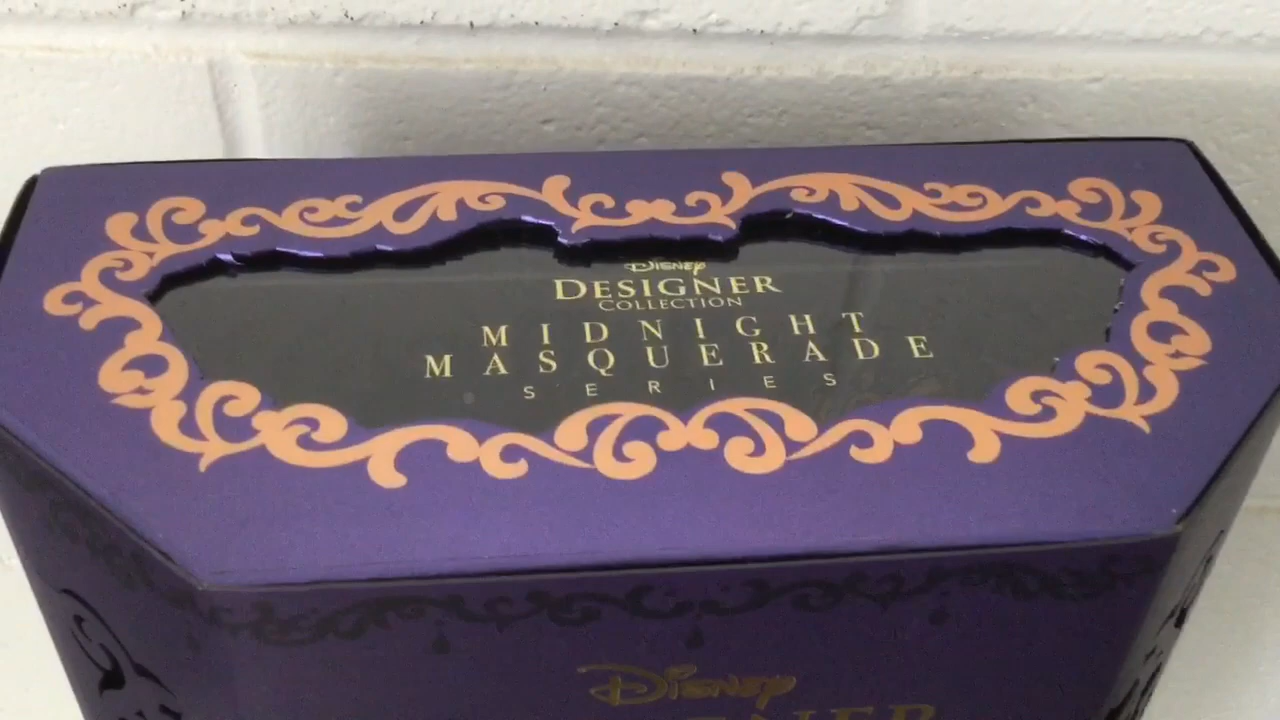 Disney
DESIGNER
COLLECTION
MIDNIGHT
MASQUERADE
SERIES
Disney